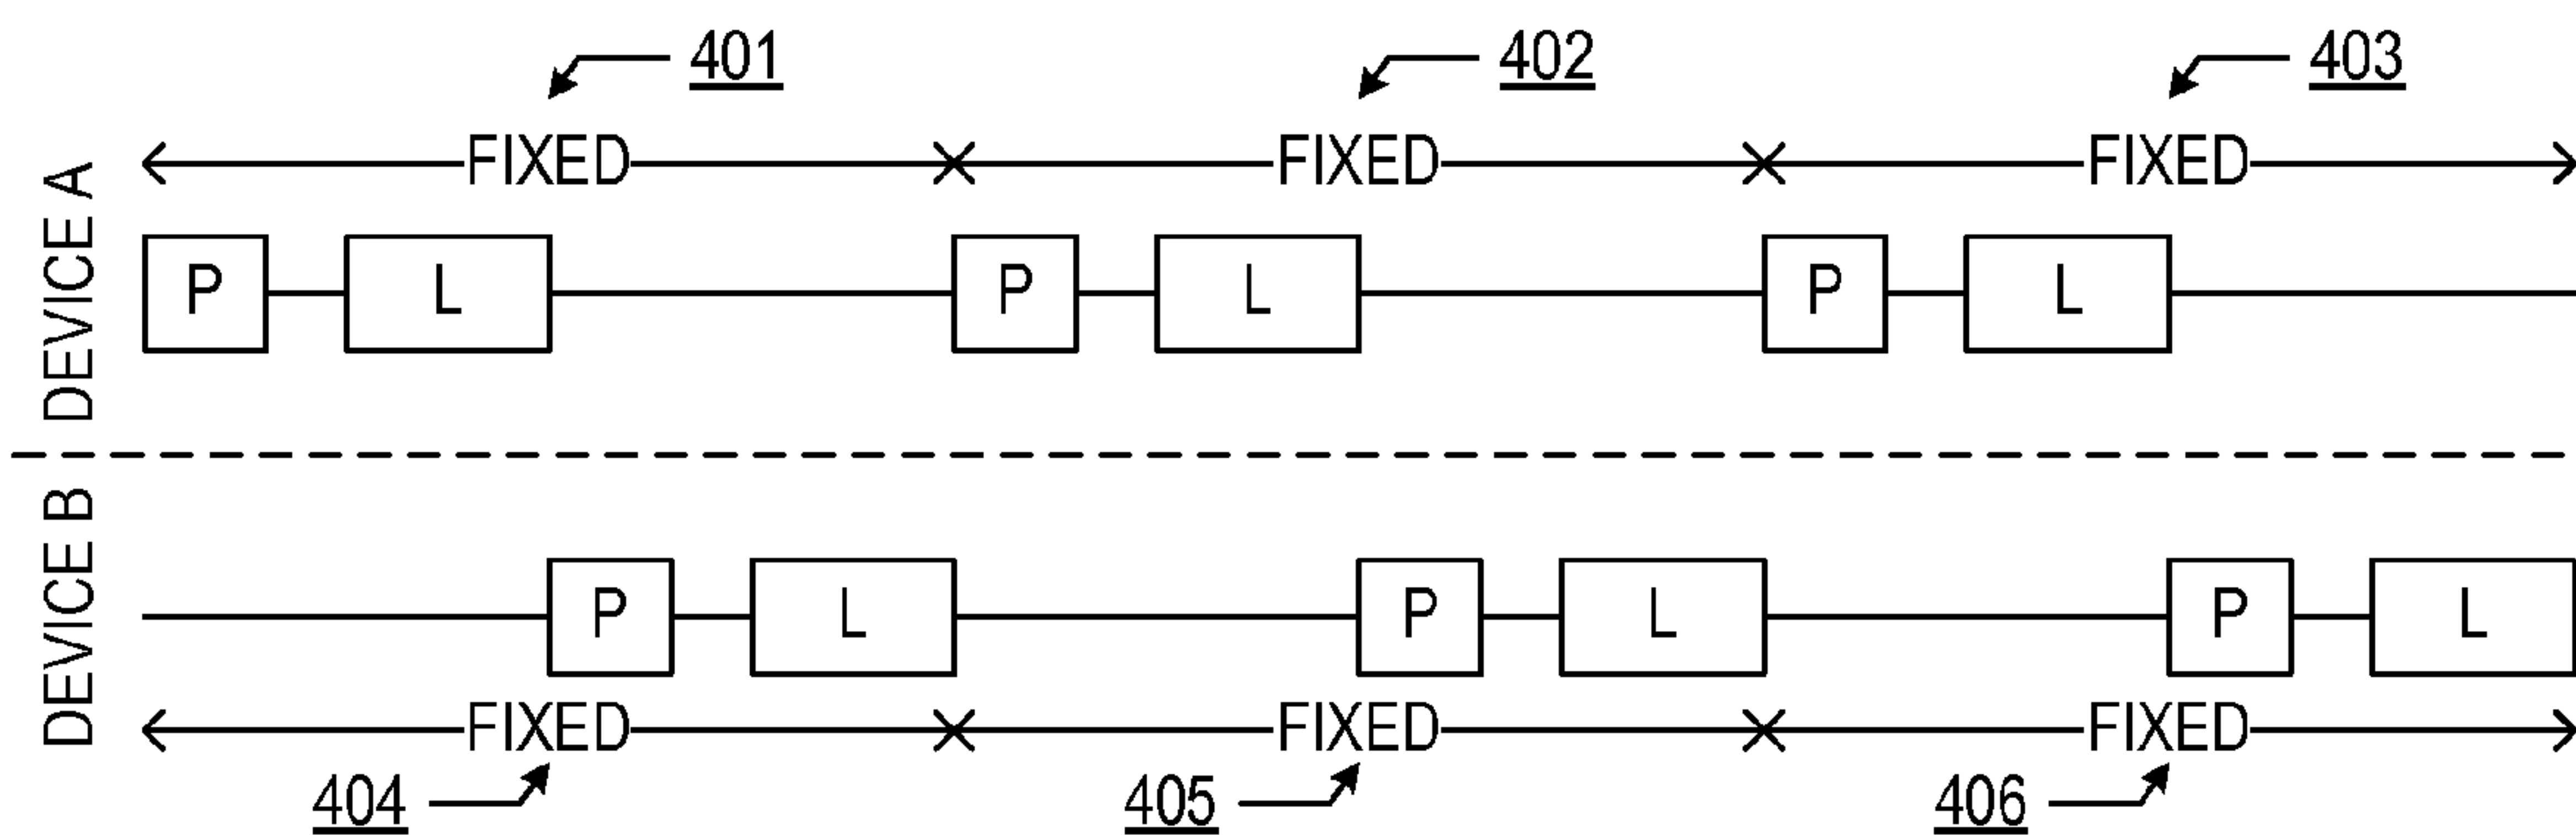 401 402 403
FIXED FIXED FIXED
DEVICE A
P L P L P L
DEVICE B
P L P L P L
FIXED FIXED FIXED
404 405 406